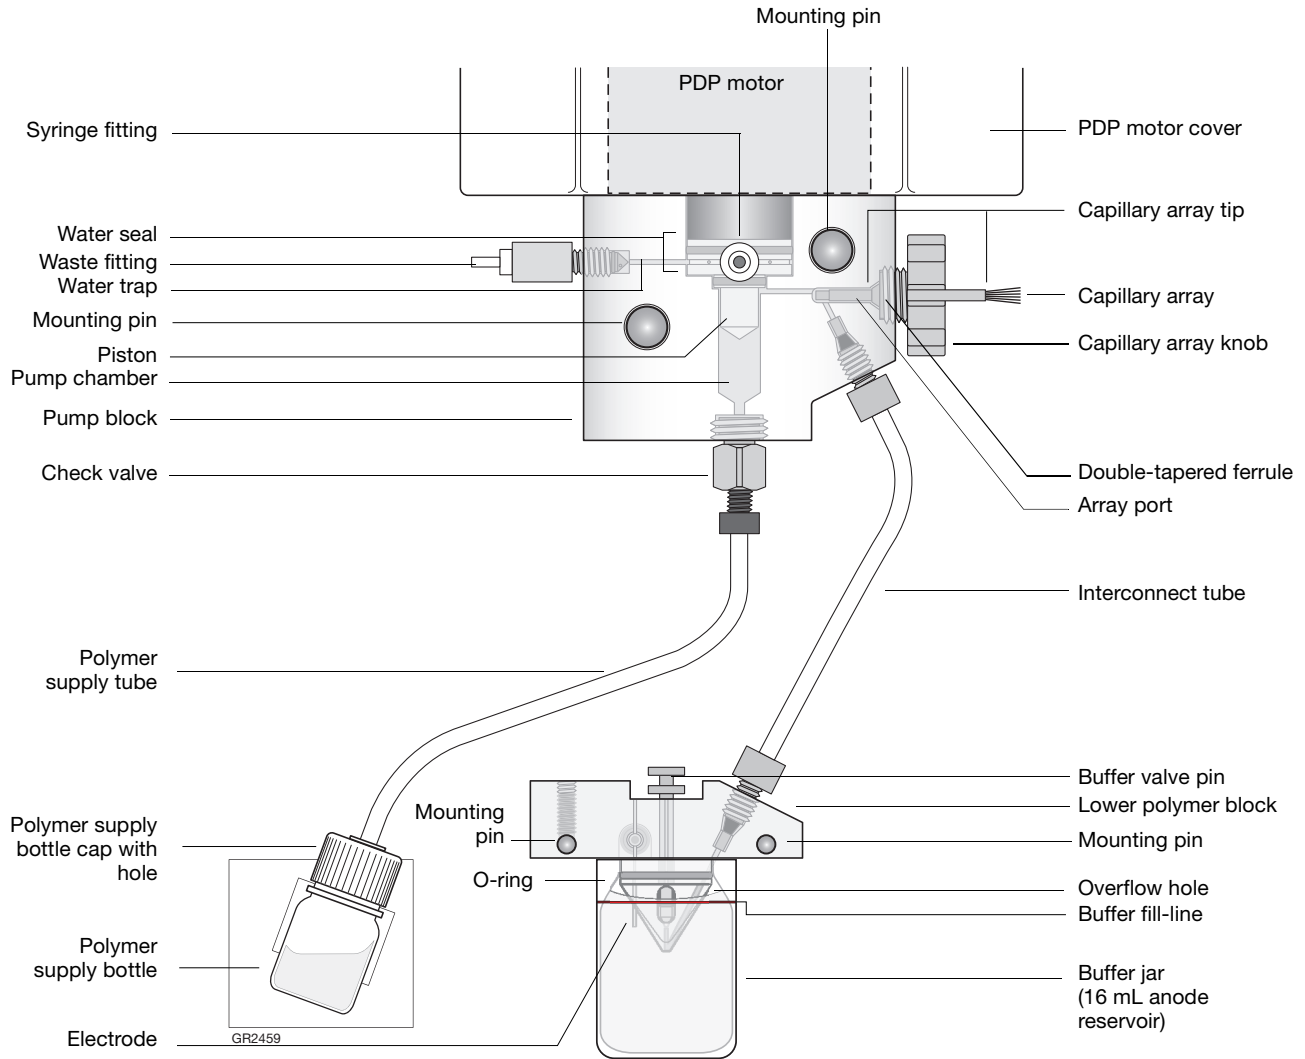 Mounting pin
PDP motor
Syringe fitting
PDP motor cover
Capillary array tip
Water seal
Waste fitting
Water trap
Mounting pin
Piston
Pump chamber
Pump block
Check valve
Capillary array
Capillary array knob
Double-tapered ferrule
Array port
Interconnect tube
Polymer
supply tube
Polymer supply
bottle cap with
hole
Polymer
supply bottle
Electrode
GR2459
Mounting
pin
O-ring
Buffer valve pin
Lower polymer block
Mounting pin
Overflow hole
Buffer fill-line
Buffer jar
(16 mL anode
reservoir)